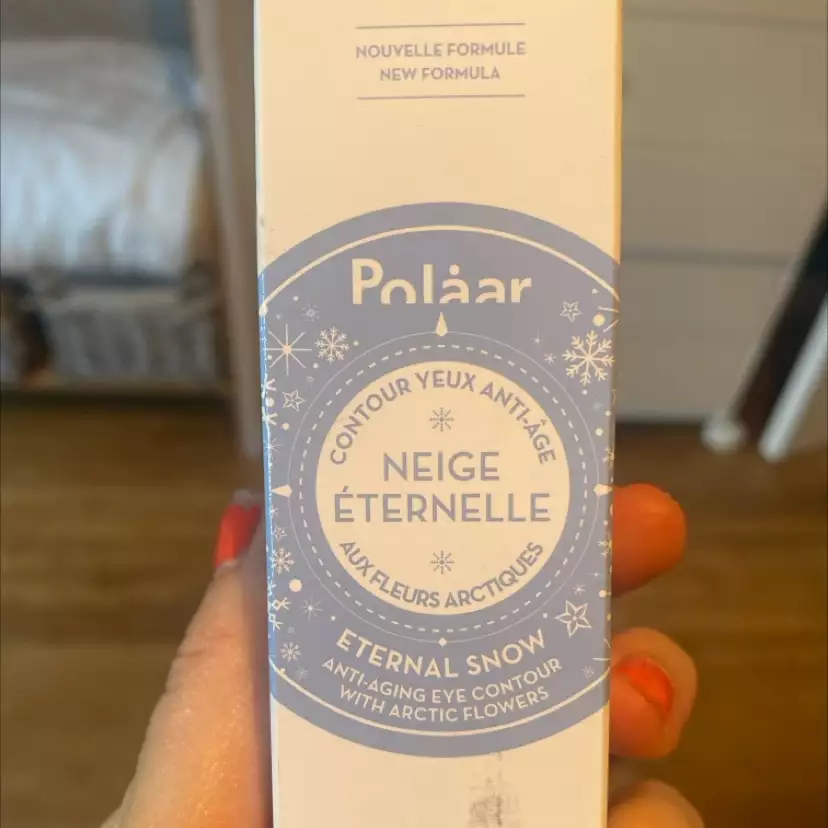 NOUVELLE FORMULE
NEW FORMULA
Polåar
CONTOUR YEUX ANTI-ÂGE
NEIGE
ÉTERNELLE
AUX FLEURS ARCTIQUES
ETERNAL SNOW
ANTI-AGING EYE CONTOUR
WITH ARCTIC FLOWERS